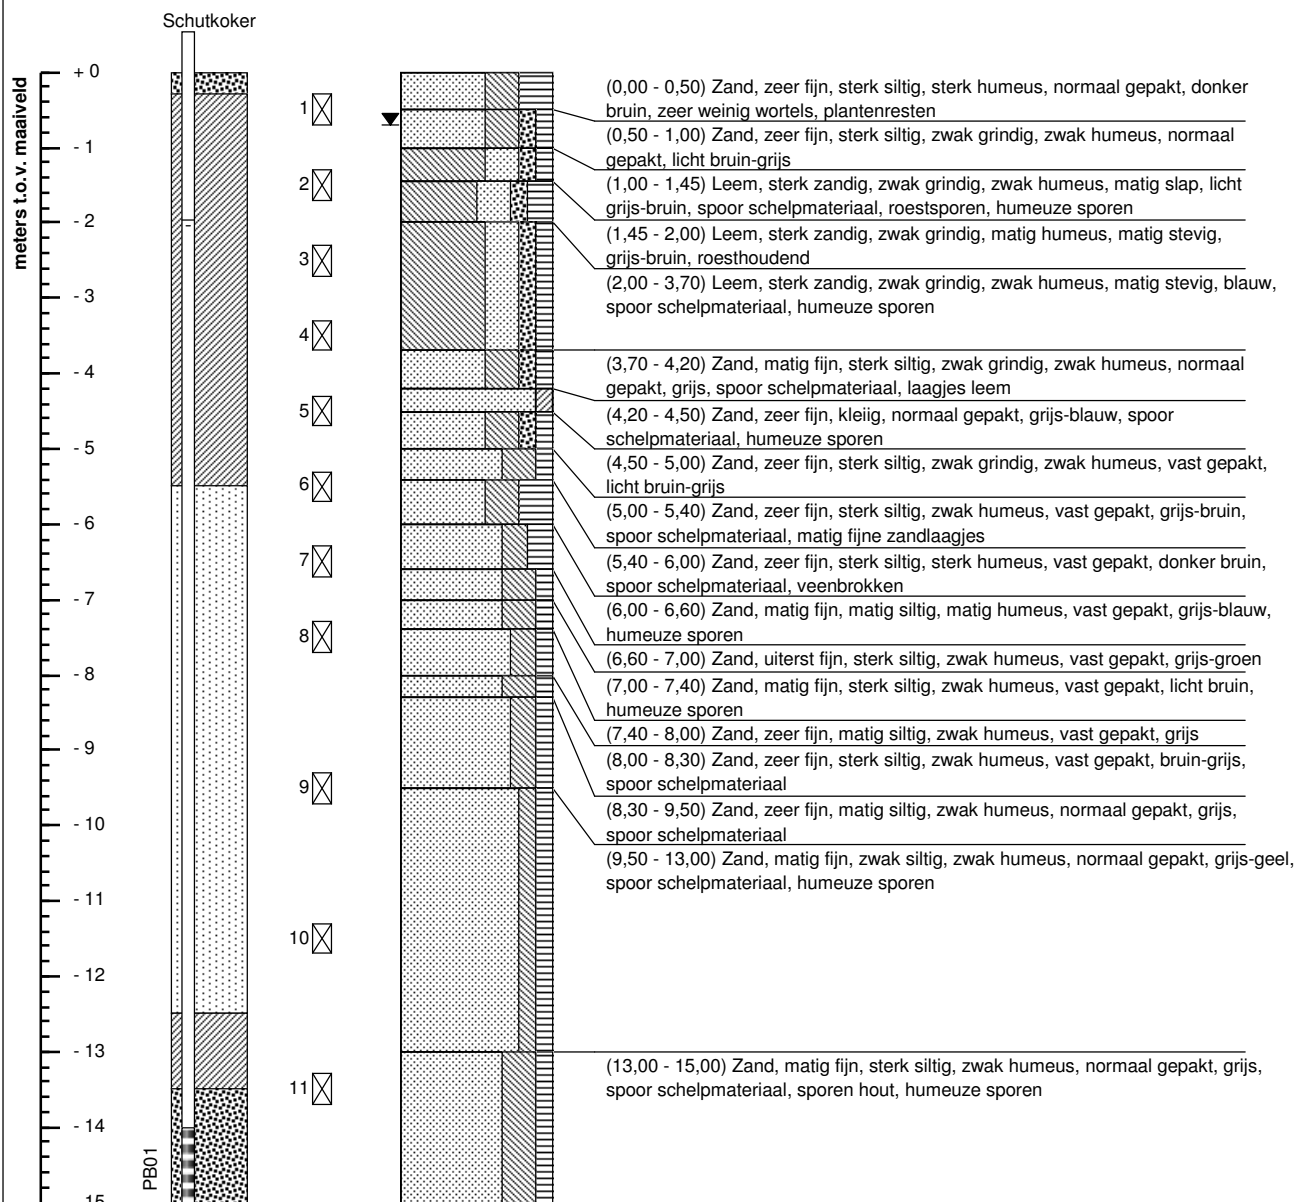 Schutkoker
meters t.o.v. maaiveld
+ 0
- 1
- 2
- 3
- 4
- 5
- 6
- 7
- 8
- 9
- 10
- 11
- 12
- 13
- 14
PB01
1
2
3
4
5
6
7
8
9
10
11
(0,00 - 0,50) Zand, zeer fijn, sterk siltig, sterk humeus, normaal gepakt, donker
bruin, zeer weinig wortels, plantenresten
(0,50 - 1,00) Zand, zeer fijn, sterk siltig, zwak grindig, zwak humeus, normaal
gepakt, licht bruin-grijs
(1,00 - 1,45) Leem, sterk zandig, zwak grindig, zwak humeus, matig slap, licht
grijs-bruin, spoor schelpmateriaal, roestsporen, humeuze sporen
(1,45 - 2,00) Leem, sterk zandig, zwak grindig, matig humeus, matig stevig,
grijs-bruin, roesthoudend
(2,00 - 3,70) Leem, sterk zandig, zwak grindig, zwak humeus, matig stevig, blauw,
spoor schelpmateriaal, humeuze sporen
(3,70 - 4,20) Zand, matig fijn, sterk siltig, zwak grindig, zwak humeus, normaal
gepakt, grijs, spoor schelpmateriaal, laagjes leem
(4,20 - 4,50) Zand, zeer fijn, kleiig, normaal gepakt, grijs-blauw, spoor
schelpmateriaal, humeuze sporen
(4,50 - 5,00) Zand, zeer fijn, sterk siltig, zwak grindig, zwak humeus, vast gepakt,
licht bruin-grijs
(5,00 - 5,40) Zand, zeer fijn, sterk siltig, zwak humeus, vast gepakt, grijs-bruin,
spoor schelpmateriaal, matig fijne zandlaagjes
(5,40 - 6,00) Zand, zeer fijn, sterk siltig, sterk humeus, vast gepakt, donker bruin,
spoor schelpmateriaal, veenbrokken
(6,00 - 6,60) Zand, matig fijn, matig siltig, matig humeus, vast gepakt, grijs-blauw,
humeuze sporen
(6,60 - 7,00) Zand, uiterst fijn, sterk siltig, zwak humeus, vast gepakt, grijs-groen
(7,00 - 7,40) Zand, matig fijn, sterk siltig, zwak humeus, vast gepakt, licht bruin,
humeuze sporen
(7,40 - 8,00) Zand, zeer fijn, matig siltig, zwak humeus, vast gepakt, grijs
(8,00 - 8,30) Zand, zeer fijn, sterk siltig, zwak humeus, vast gepakt, bruin-grijs,
spoor schelpmateriaal
(8,30 - 9,50) Zand, zeer fijn, matig siltig, zwak humeus, normaal gepakt, grijs,
spoor schelpmateriaal
(9,50 - 13,00) Zand, matig fijn, zwak siltig, zwak humeus, normaal gepakt, grijs-geel,
spoor schelpmateriaal, humeuze sporen
(13,00 - 15,00) Zand, matig fijn, sterk siltig, zwak humeus, normaal gepakt, grijs,
spoor schelpmateriaal, sporen hout, humeuze sporen